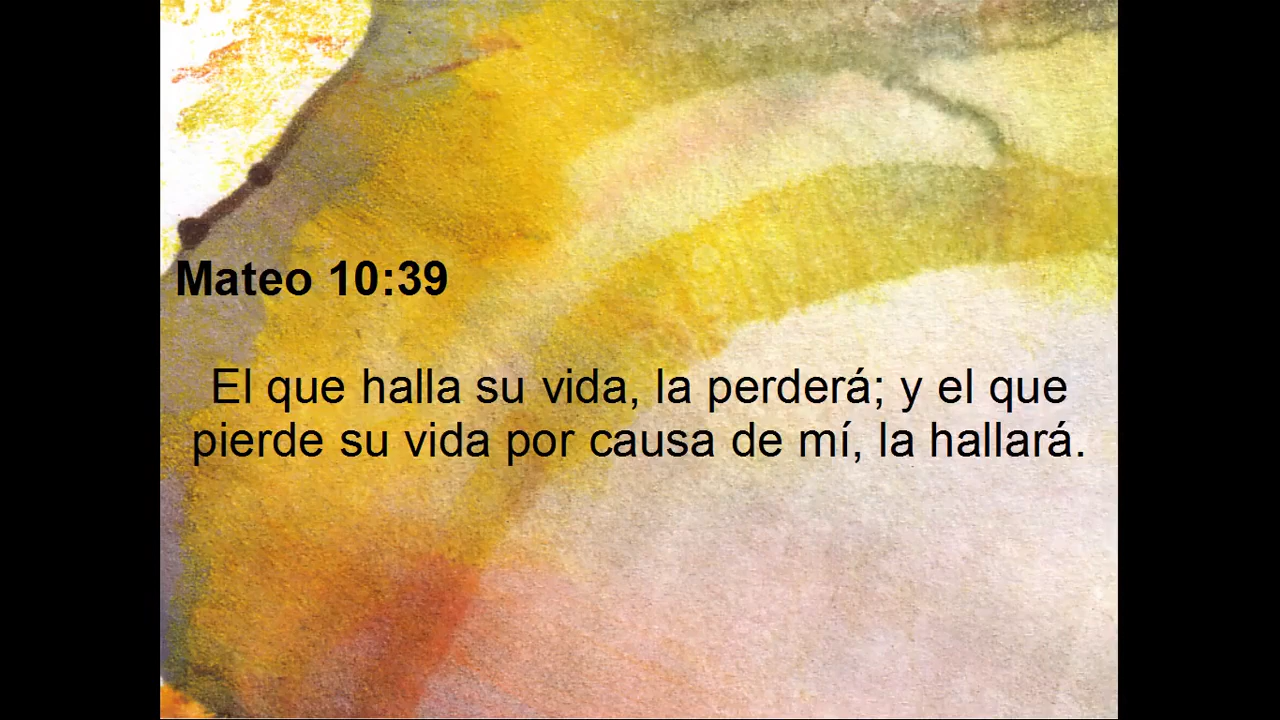 Mateo 10:39
El que halla su vida, la perderá; y el que
pierde su vida por causa de mí, la hallará.